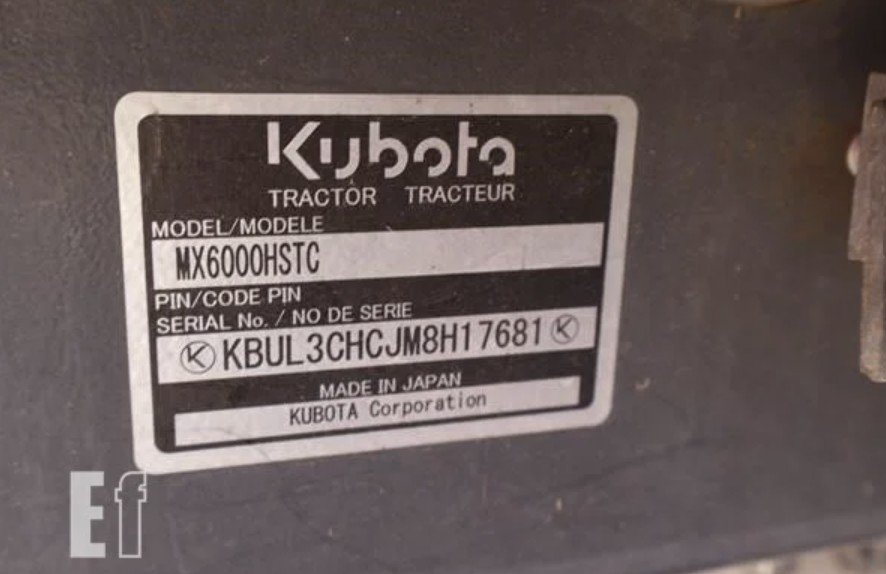 Kubota
TRACTOR TRACTEUR
MODEL/MODELE
MX6000HSTC
PIN/CODE PIN
SERIAL No. / NO DE SERIE
KBUL3CHCJM8H17681
MADE IN JAPAN
KUBOTA Corporation
Ef